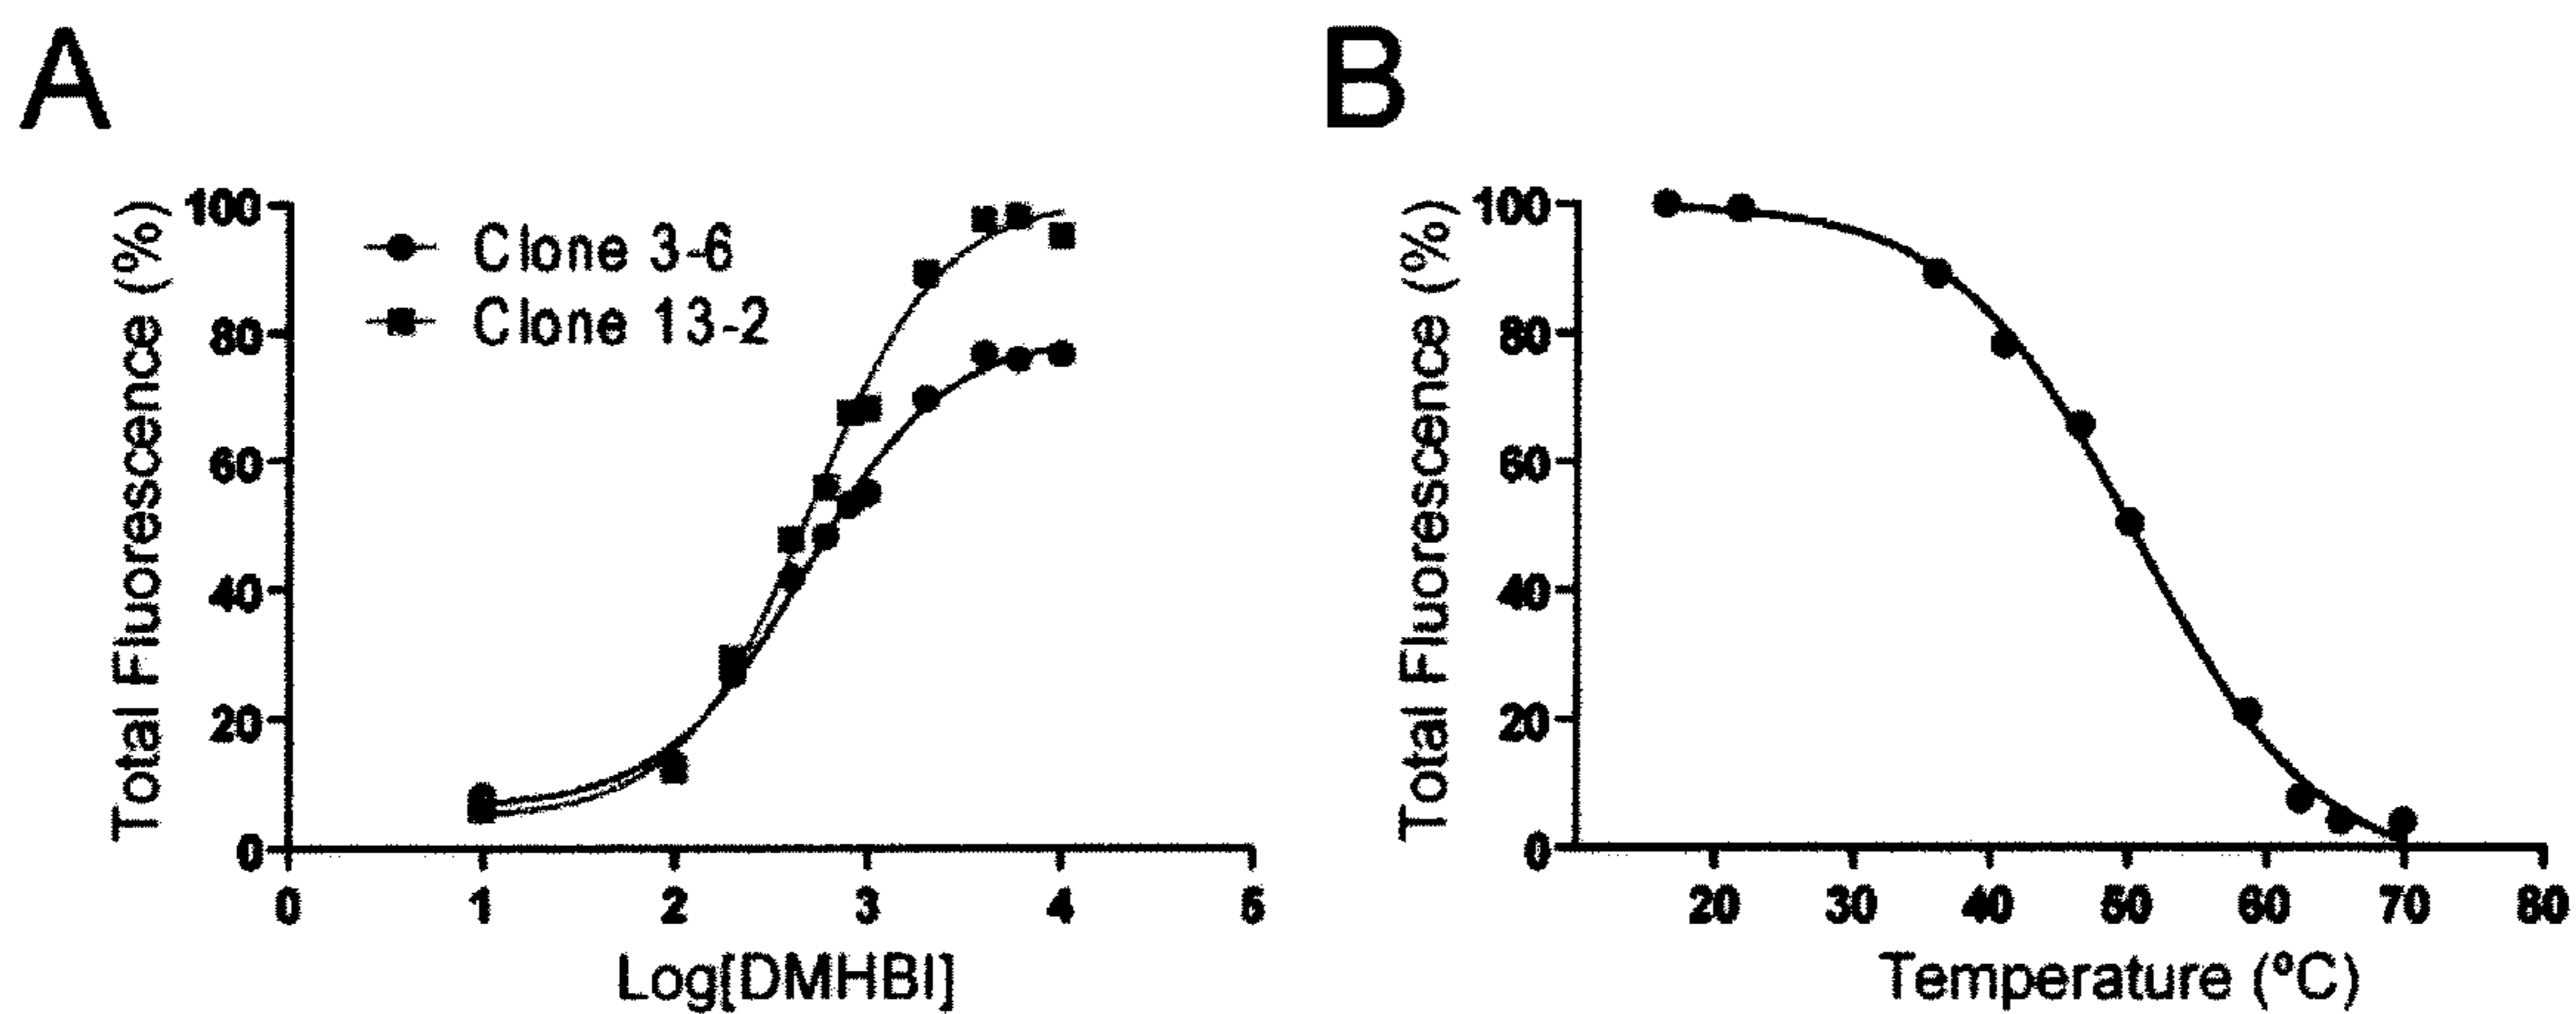 A
B
100
80
60
40
20
0
Total Fluorescence (%)
Clone 3-6
Clone 13-2
0 1 2 3 4 5
Log[DMHBI]
100
80
60
40
20
0
Total Fluorescence (%)
20 30 40 50 60 70 80
Temperature (ºC)